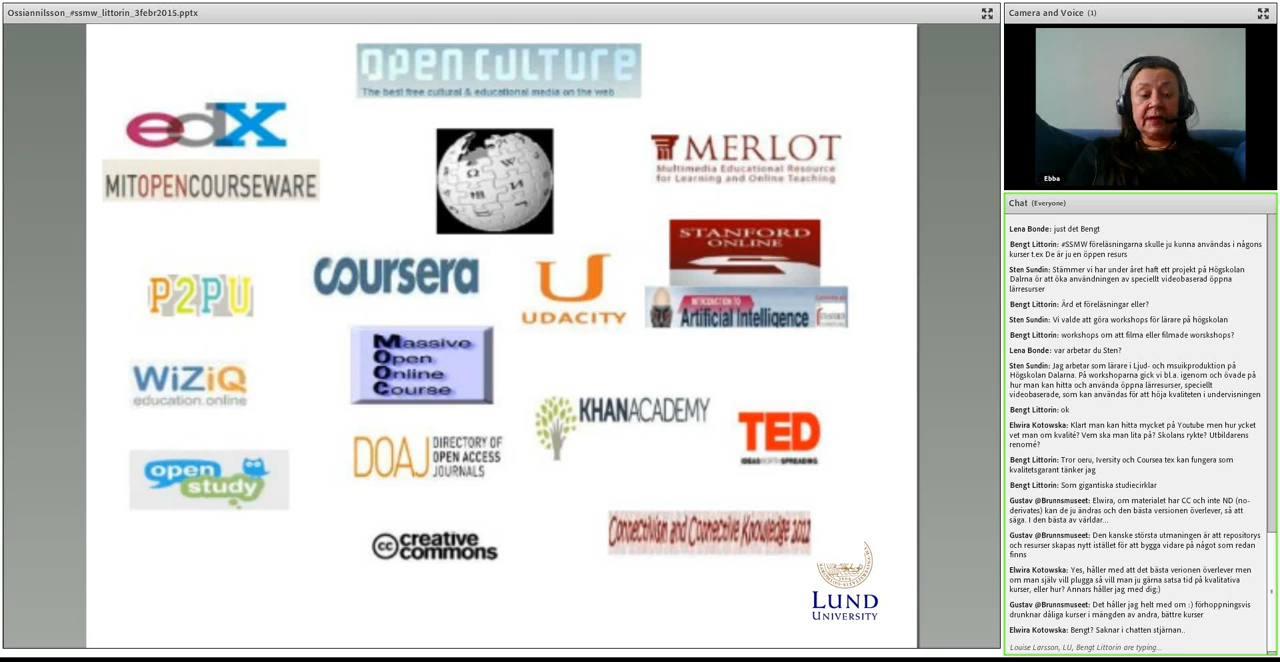 Ossiannilsson_#ssmw_littorin_3febr2015.pptx
OPEN CULTURE
The best free cultural & educational media on the web
edX
MITOPENCOURSEWARE
MERLOT
Multimedia Educational Resource
for Learning and Online Teaching
STANFORD
ONLINE
P2PU
coursera
UDACITY
INTRODUCTION TO
Artificial Intelligence
Massive
Open
Online
Course
WiZiQ
education.online
KHANACADEMY
DOAJ DIRECTORY OF
OPEN ACCESS
JOURNALS
TED
IDEAS WORTH SPREADING
open
study
creative
commons
Connectivism and Connective Knowledge 2012
LUND
UNIVERSITY
Camera and Voice (1)
Ebba
Chat (Everyone)
Lena Bonde: just det Bengt
Bengt Littorin: #SSMW föreläsningarna skulle ju kunna användas i någons
kurser t.ex De är ju en öppen resurs
Sten Sundin: Stämmer vi har under året haft ett projekt på Högskolan
Dalrna ör att öka användningen av speciellt videobaserad öppna
lärresurser
Bengt Littorin: Ärd et föreläsningar eller?
Sten Sundin: Vi valde att göra workshops för lärare på högskolan
Bengt Littorin: workshops om att filma eller filmade worskshops?
Lena Bonde: var arbetar du Sten?
Sten Sundin: Jag arbetar som lärare i Ljud- och msuikproduktion på
Högskolan Dalarna. På workshoparna gick vi bl.a. igenom och övade på
hur man kan hitta och använda öppna lärresurser, speciellt
videobaserade, som kan användas för att höja kvaliteten i undervisningen
Bengt Littorin: ok
Elwira Kotowska: Klart man kan hitta mycket på Youtube men hur ycket
vet man om kvalité? Vem ska man lita på? Skolans rykte? Utbildarens
renomé?
Bengt Littorin: Tror oeru, Iversity och Coursea tex kan fungera som
kvalitetsgarant tänker jag
Bengt Littorin: Som gigantiska studiecirklar
Gustav @Brunnsmuseet: Elwira, om materialet har CC och inte ND (no-
derivates) kan de ju ändras och den bästa versionen överlever, så att
säga. I den bästa av världar...
Gustav @Brunnsmuseet: Den kanske största utmaningen är att repositorys
och resurser skapas nytt istället för att bygga vidare på något som redan
finns
Elwira Kotowska: Yes, håller med att det bästa verionen överlever men
om man själv vill plugga så vill man ju gärna satsa tid på kvalitativa
kurser, eller hur? Annars håller jag med dig:)
Gustav @Brunnsmuseet: Det håller jag helt med om :) förhoppningsvis
drunknar dåliga kurser i mängden av andra, bättre kurser
Elwira Kotowska: Bengt? Saknar i chatten stjärnan..
Louise Larsson, LU, Bengt Littorin are typing...